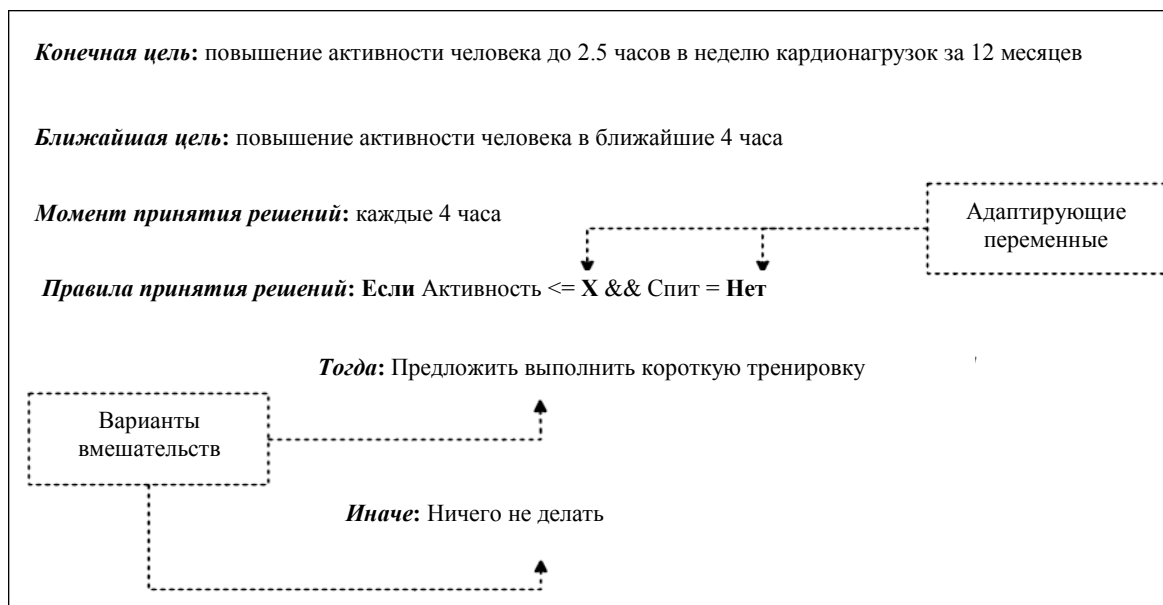 Конечная цель: повышение активности человека до 2.5 часов в неделю кардионагрузок за 12 месяцев
Ближайшая цель: повышение активности человека в ближайшие 4 часа
Момент принятия решений: каждые 4 часа
Адаптирующие
переменные
Правила принятия решений: Если Активность <= X && Спит = Нет
Тогда: Предложить выполнить короткую тренировку
Варианты
вмешательств
Иначе: Ничего не делать